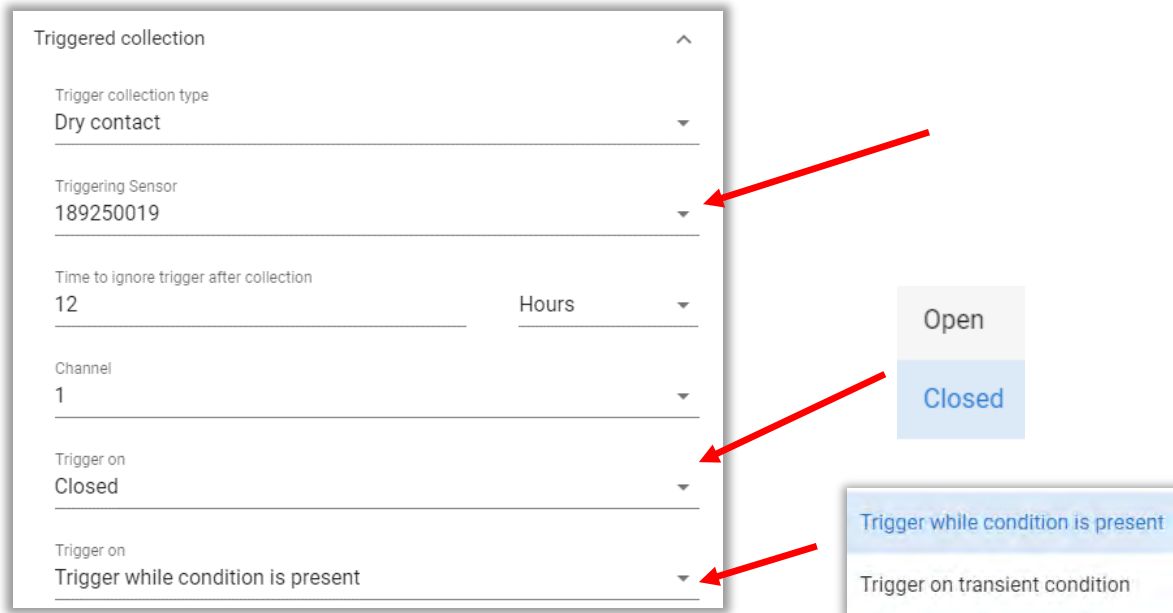 Triggered collection
Trigger collection type
Dry contact
Triggering Sensor
189250019
Time to ignore trigger after collection
12 Hours
Channel
1
Trigger on
Closed
Trigger on
Trigger while condition is present
Open
Closed
Trigger while condition is present
Trigger on transient condition